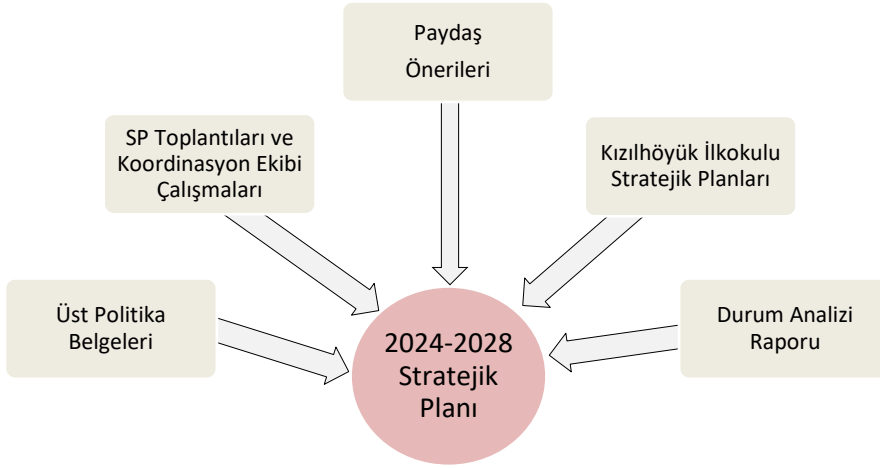 Paydaş
Önerileri
SP Toplantıları ve
Koordinasyon Ekibi
Çalışmaları
Kızılhöyük İlkokulu
Stratejik Planları
Üst Politika
Belgeleri
Durum Analizi
Raporu
2024-2028
Stratejik
Planı